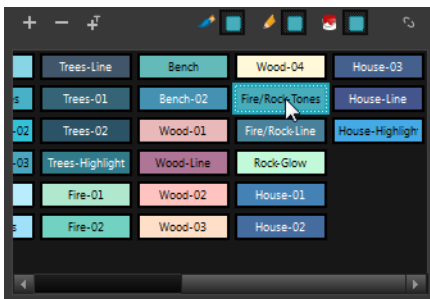 Trees-Line Bench Wood-04 House-03
s Trees-01 Bench-02 Fire/Rock-Tones House-Line
-02 Trees-02 Wood-01 Fire/Rock-Line House-Highligh
-03 Trees-Highlight Wood-Line Rock-Glow
Fire-01 Wood-02 House-01
s Fire-02 Wood-03 House-02